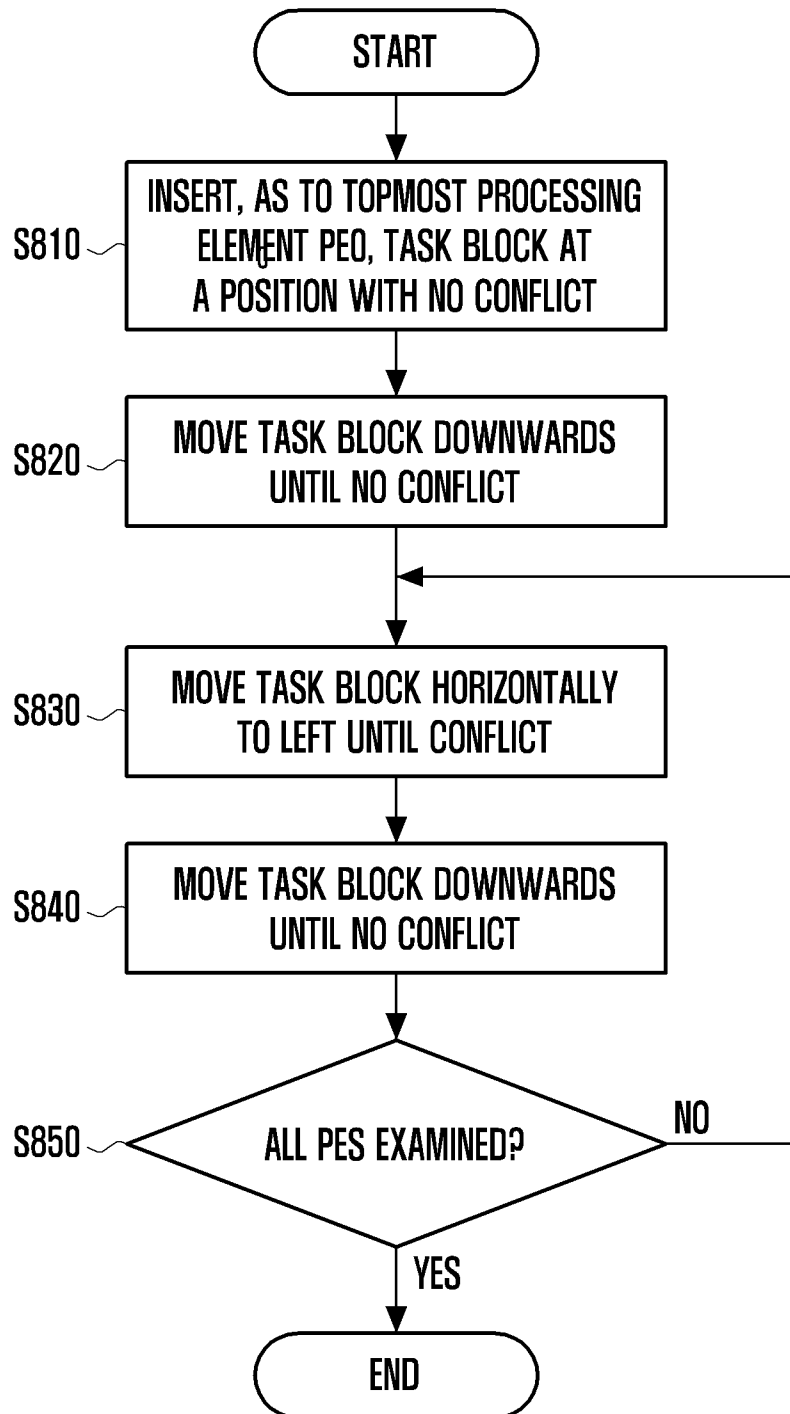 START
INSERT, AS TO TOPMOST PROCESSING
S810
ELEMENT PE0, TASK BLOCK AT
A POSITION WITH NO CONFLICT
S820
MOVE TASK BLOCK DOWNWARDS
UNTIL NO CONFLICT
S830
MOVE TASK BLOCK HORIZONTALLY
TO LEFT UNTIL CONFLICT
S840
MOVE TASK BLOCK DOWNWARDS
UNTIL NO CONFLICT
S850
ALL PES EXAMINED?
NO
YES
END